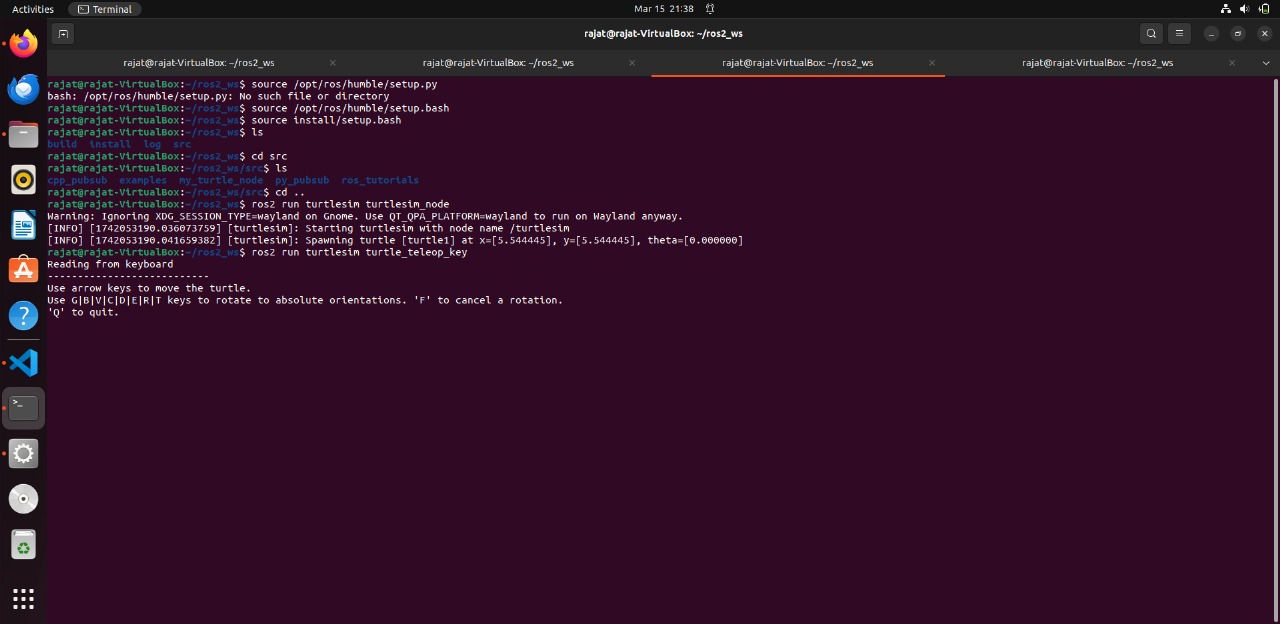 Activities Terminal Mar 15 21:38
rajat@rajat-VirtualBox: ~/ros2_ws
rajat@rajat-VirtualBox: ~/ros2_ws rajat@rajat-VirtualBox: ~/ros2_ws rajat@rajat-VirtualBox: ~/ros2_ws rajat@rajat-VirtualBox: ~/ros2_ws
rajat@rajat-VirtualBox:~/ros2_ws$ source /opt/ros/humble/setup.py
bash: /opt/ros/humble/setup.py: No such file or directory
rajat@rajat-VirtualBox:~/ros2_ws$ source /opt/ros/humble/setup.bash
rajat@rajat-VirtualBox:~/ros2_ws$ source install/setup.bash
rajat@rajat-VirtualBox:~/ros2_ws$ ls
build install log src
rajat@rajat-VirtualBox:~/ros2_ws$ cd src
rajat@rajat-VirtualBox:~/ros2_ws/src$ ls
cpp_pubsub examples my_turtle_node py_pubsub ros_tutorials
rajat@rajat-VirtualBox:~/ros2_ws/src$ cd ..
rajat@rajat-VirtualBox:~/ros2_ws$ ros2 run turtlesim turtlesim_node
Warning: Ignoring XDG_SESSION_TYPE=wayland on Gnome. Use QT_QPA_PLATFORM=wayland to run on Wayland anyway.
[INFO] [1742053190.036073759] [turtlesim]: Starting turtlesim with node name /turtlesim
[INFO] [1742053190.041659382] [turtlesim]: Spawning turtle [turtle1] at x=[5.544445], y=[5.544445], theta=[0.000000]
rajat@rajat-VirtualBox:~/ros2_ws$ ros2 run turtlesim turtle_teleop_key
Reading from keyboard
---------------------------
Use arrow keys to move the turtle.
Use G|B|V|C|D|E|R|T keys to rotate to absolute orientations. 'F' to cancel a rotation.
'Q' to quit.